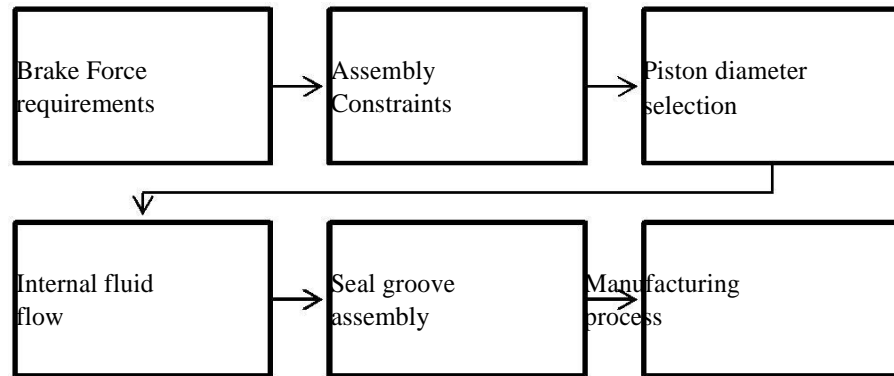 Brake Force
requirements
Assembly
Constraints
Piston diameter
selection
Internal fluid
flow
Seal groove
assembly
Manufacturing
process